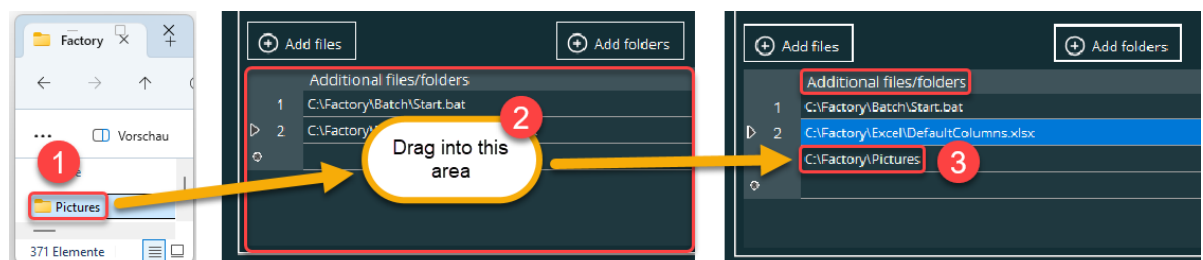 Factory
Vorschau
1
Pictures
371 Elemente
Add files
Add folders
Additional files/folders
1 C:\Factory\Batch\Start.bat
2 C:\Factory\
2
Drag into this
area
Add files
Add folders
Additional files/folders
1 C:\Factory\Batch\Start.bat
2 C:\Factory\Excel\DefaultColumns.xlsx
C:\Factory\Pictures
3